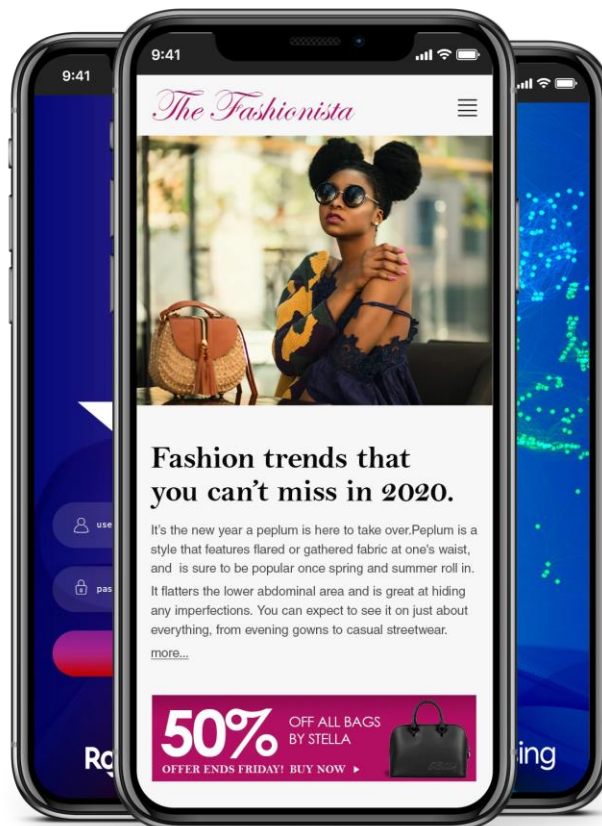 9:41
9:41
The Fashionista
Fashion trends that
you can't miss in 2020.
It's the new year a peplum is here to take over.Peplum is a
style that features flared or gathered fabric at one's waist,
and is sure to be popular once spring and summer roll in.
It flatters the lower abdominal area and is great at hiding
any imperfections. You can expect to see it on just about
everything, from evening gowns to casual streetwear.
more...
50%
OFF ALL BAGS
BY STELLA
OFFER ENDS FRIDAY! BUY NOW